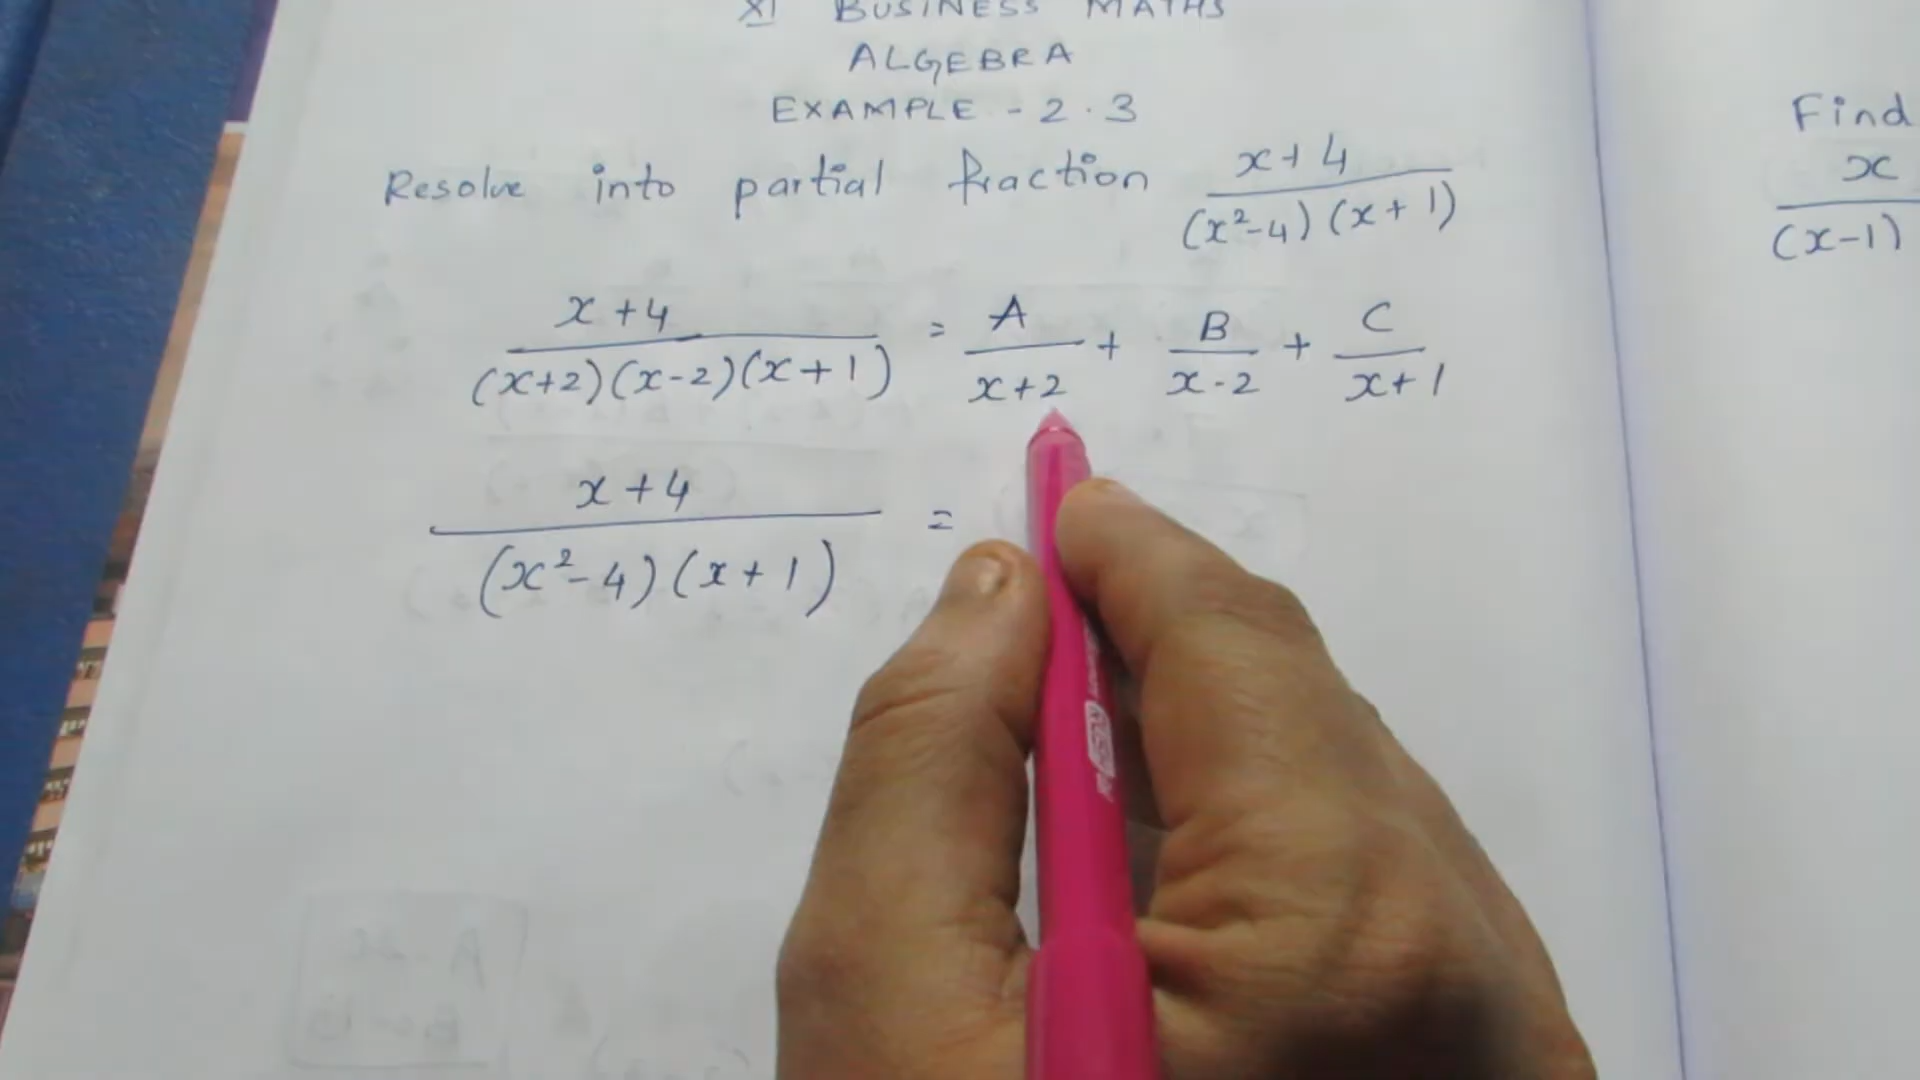 XI BUSINESS MATHS
ALGEBRA
EXAMPLE - 2.3
Resolve into partial fraction (x+4)/((x²-4)(x+1))
(x+4)/((x+2)(x-2)(x+1)) = A/(x+2) + B/(x-2) + C/(x+1)
(x+4)/((x²-4)(x+1)) =
Find
x
(x-1)